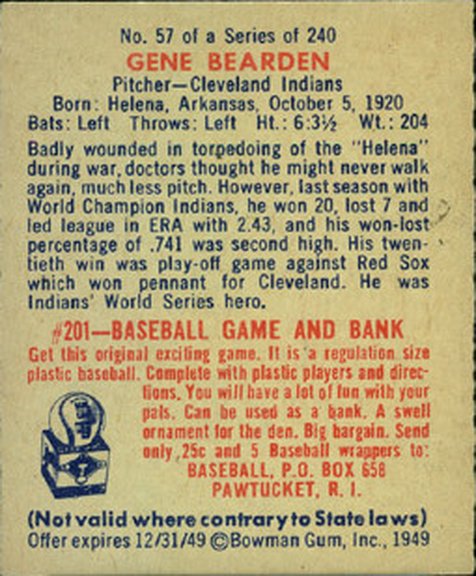 No. 57 of a Series of 240
GENE BEARDEN
Pitcher—Cleveland Indians
Born: Helena, Arkansas, October 5, 1920
Bats: Left Throws: Left Ht.: 6:3½ Wt.: 204
Badly wounded in torpedoing of the "Helena"
during war, doctors thought he might never walk
again, much less pitch. However, last season with
World Champion Indians, he won 20, lost 7 and
led league in ERA with 2.43, and his won-lost
percentage of .741 was second high. His twen-
tieth win was play-off game against Red Sox
which won pennant for Cleveland. He was
Indians' World Series hero.
#201—BASEBALL GAME AND BANK
Get this original exciting game. It is a regulation size
plastic baseball. Complete with plastic players and direc-
tions. You will have a lot of fun with your
pals. Can be used as a bank. A swell
ornament for the den. Big bargain. Send
only 25c and 5 Baseball wrappers to:
BASEBALL, P.O. BOX 658
PAWTUCKET, R. I.
(Not valid where contrary to State laws)
Offer expires 12/31/49 ©Bowman Gum, Inc., 1949